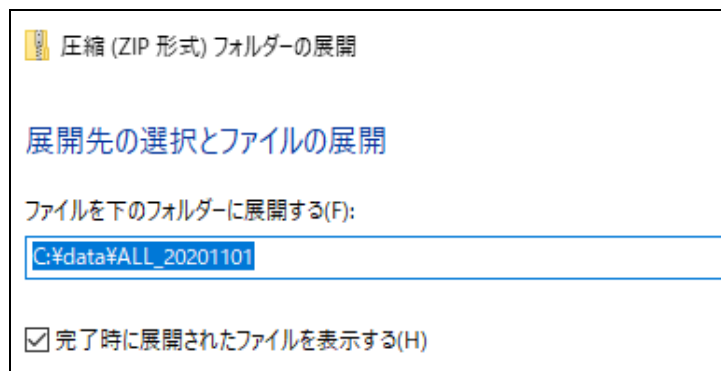 圧縮 (ZIP 形式) フォルダーの展開
展開先の選択とファイルの展開
ファイルを下のフォルダーに展開する(F):
C:¥data¥ALL_20201101
完了時に展開されたファイルを表示する(H)